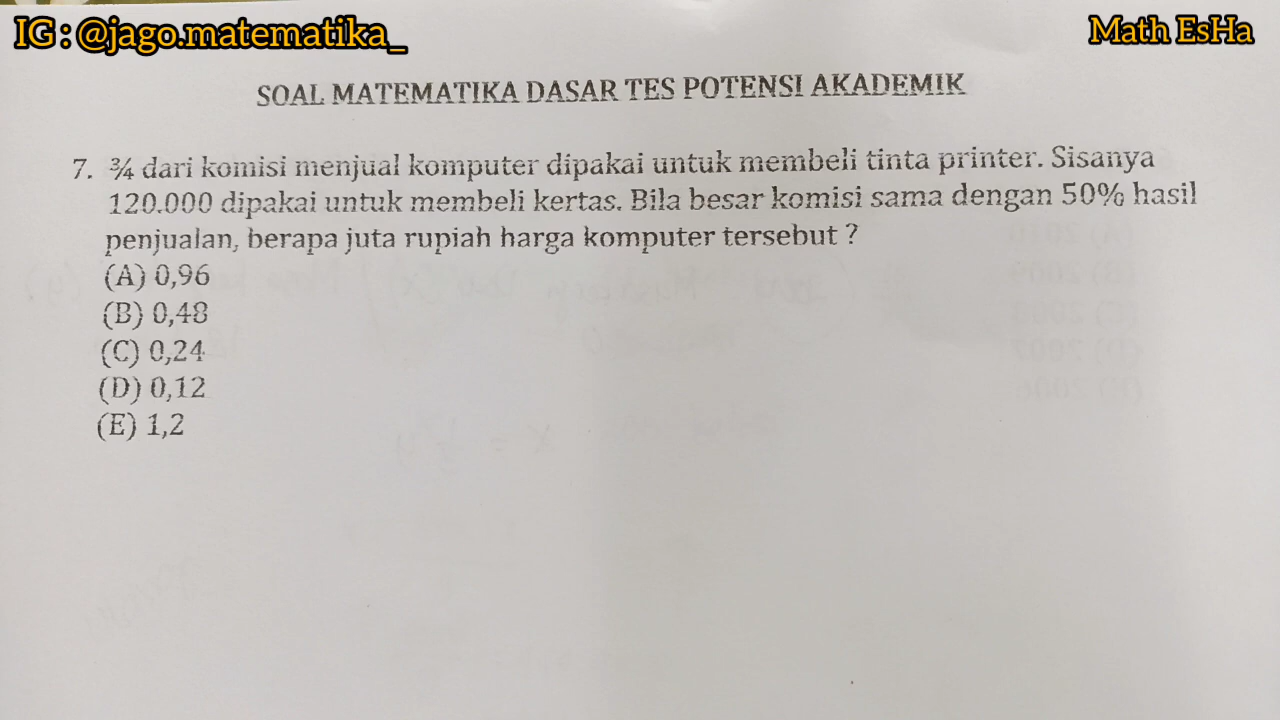 IG : @jago.matematika_
Math EsHa
SOAL MATEMATIKA DASAR TES POTENSI AKADEMIK
7. ¾ dari komisi menjual komputer dipakai untuk membeli tinta printer. Sisanya
120.000 dipakai untuk membeli kertas. Bila besar komisi sama dengan 50% hasil
penjualan, berapa juta rupiah harga komputer tersebut ?
(A) 0,96
(B) 0,48
(C) 0,24
(D) 0,12
(E) 1,2